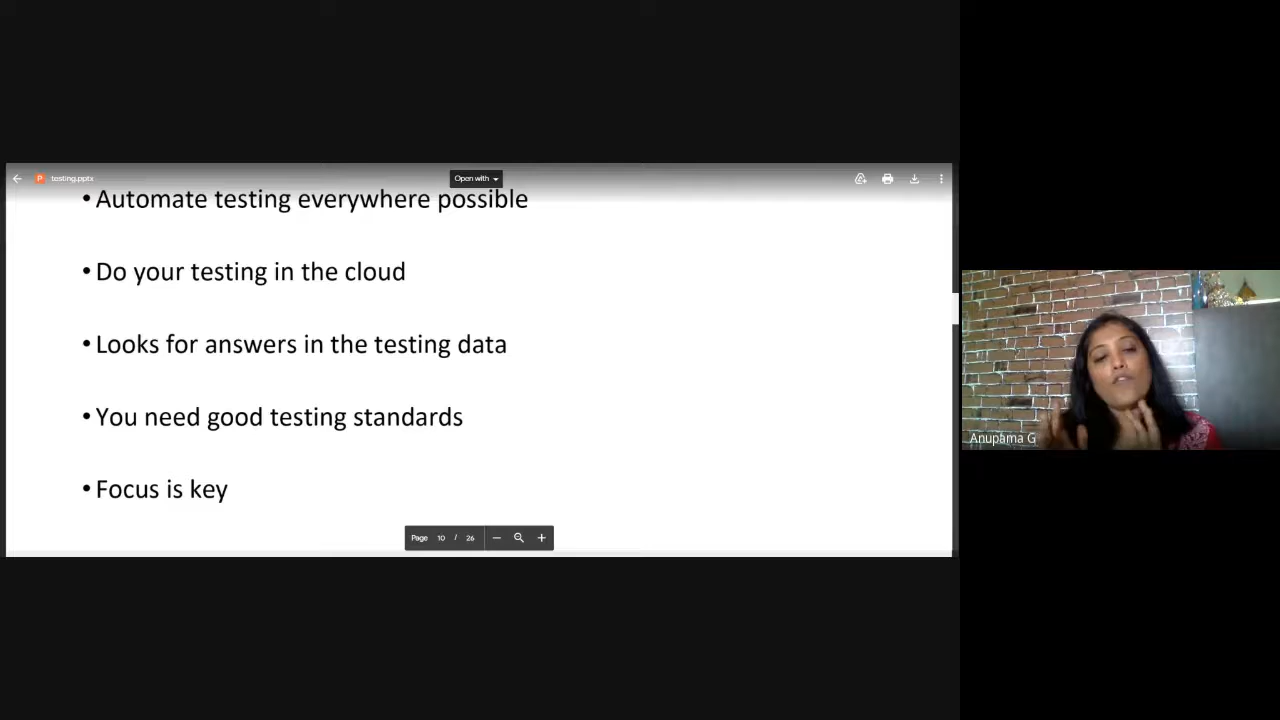 testing.pptx
Open with
• Automate testing everywhere possible
• Do your testing in the cloud
• Looks for answers in the testing data
• You need good testing standards
• Focus is key
Page 10 / 26
Anupama G